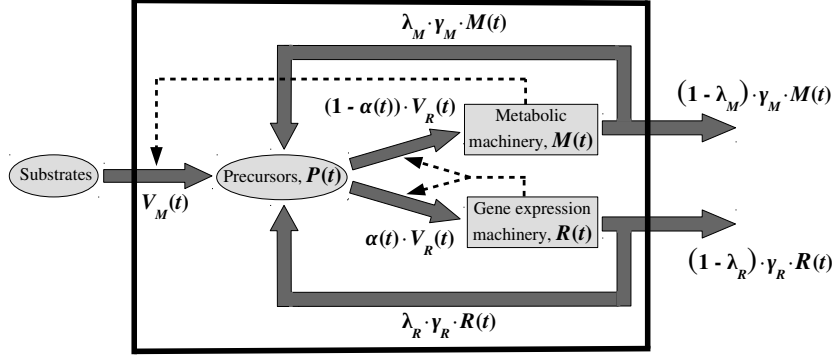 λ_M · γ_M · M(t)
(1 - α(t)) · V_R(t)
Metabolic
machinery, M(t)
(1 - λ_M) · γ_M · M(t)
Substrates
V_M(t)
Precursors, P(t)
Gene expression
machinery, R(t)
α(t) · V_R(t)
(1 - λ_R) · γ_R · R(t)
λ_R · γ_R · R(t)